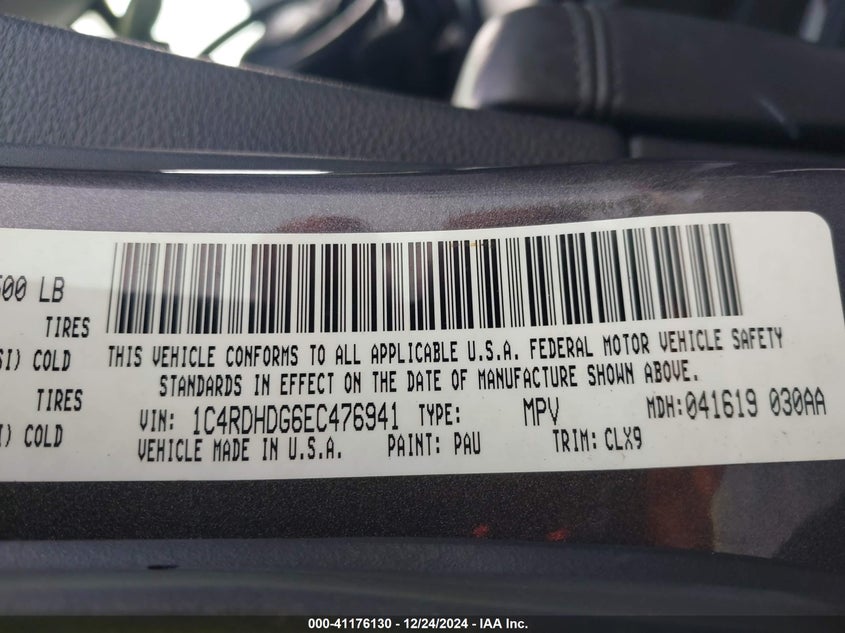 500 LB
TIRES
SI) COLD
TIRES
I) COLD
THIS VEHICLE CONFORMS TO ALL APPLICABLE U.S.A. FEDERAL MOTOR VEHICLE SAFETY
STANDARDS IN EFFECT ON THE DATE OF MANUFACTURE SHOWN ABOVE.
VIN: 1C4RDHDG6EC476941 TYPE: MPV MDH:041619 030AA
VEHICLE MADE IN U.S.A. PAINT: PAU TRIM: CLX9
000-41176130 - 12/24/2024 - IAA Inc.